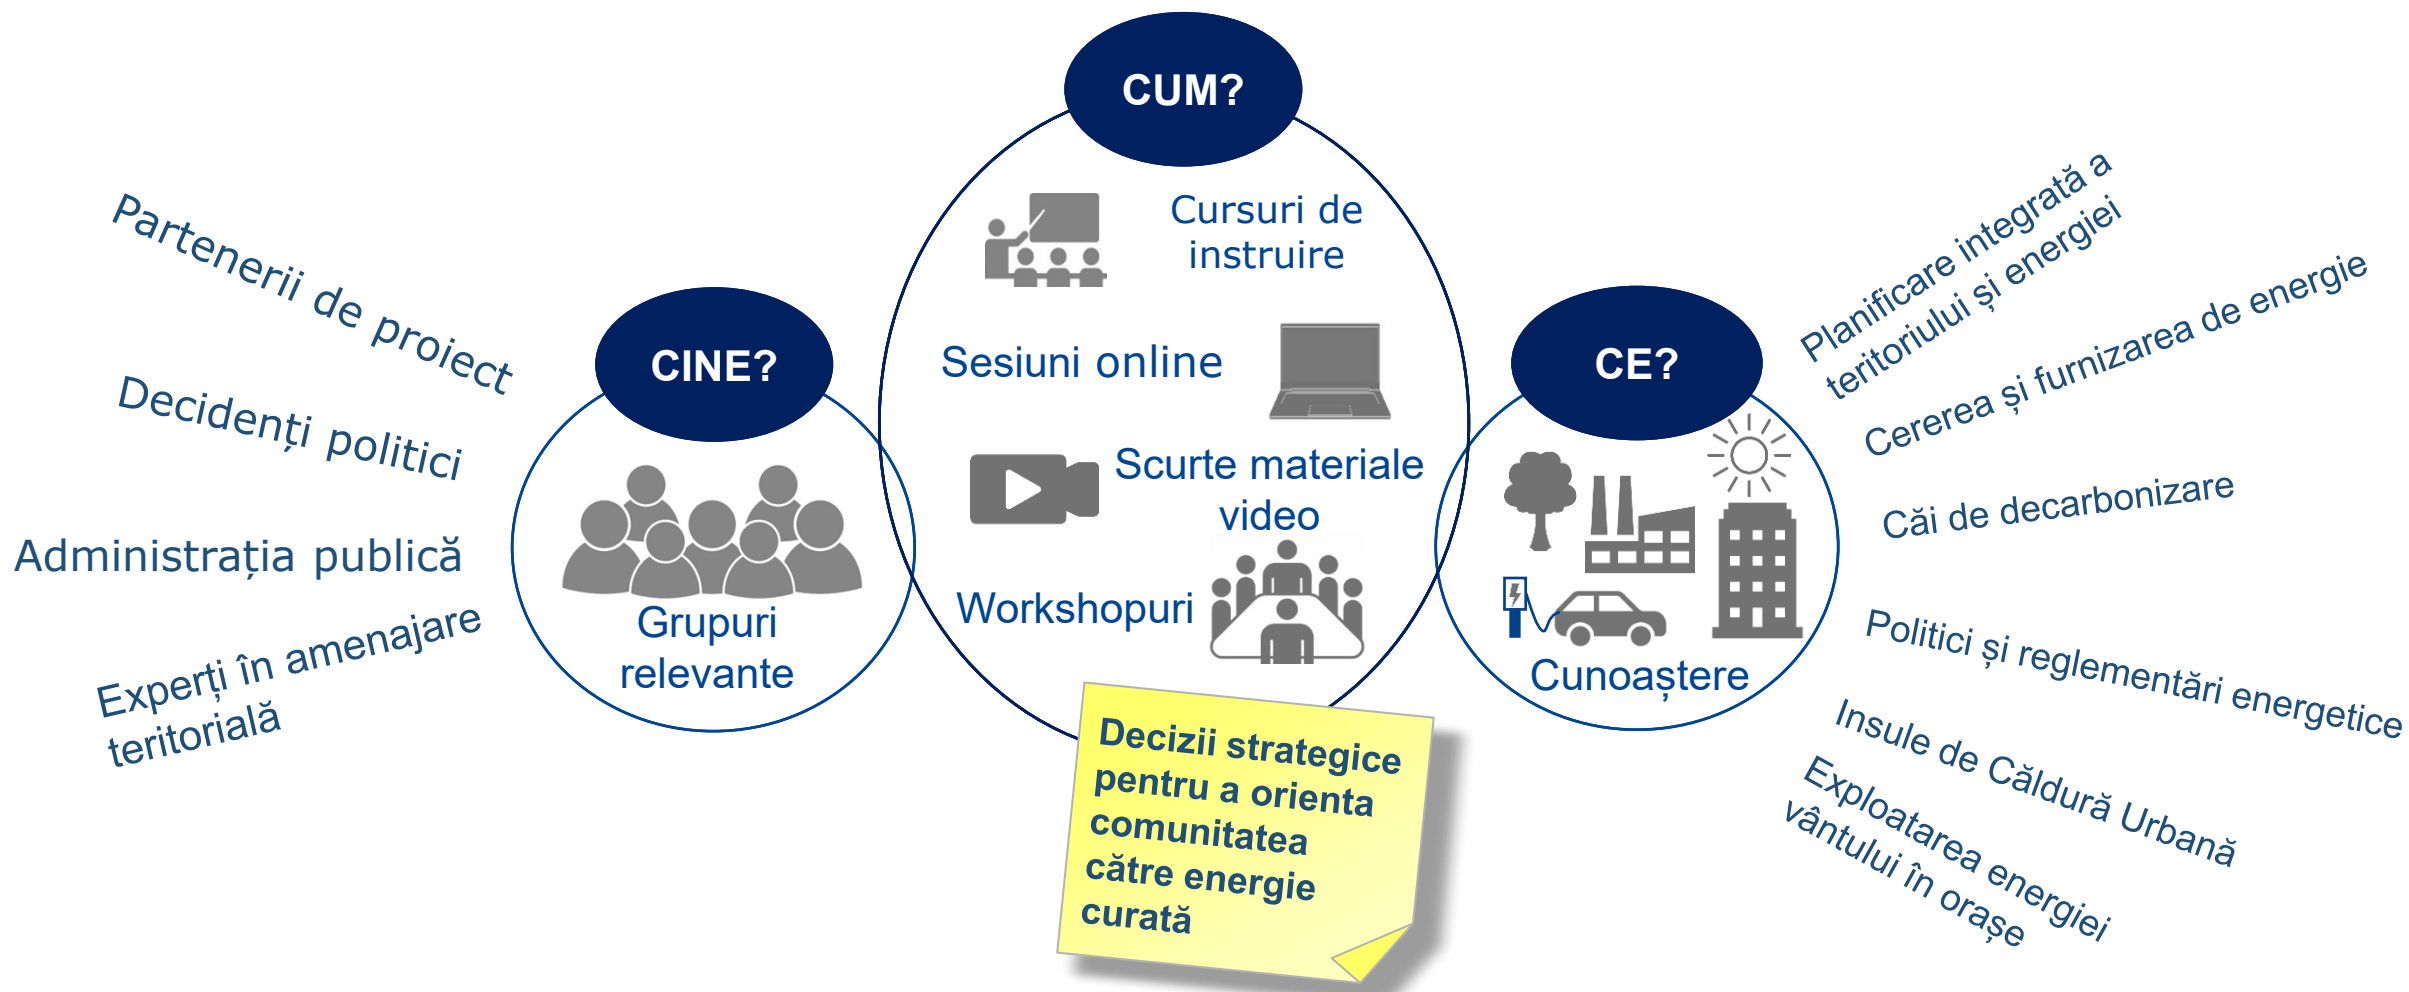 CUM?
Cursuri de
instruire
Sesiuni online
Scurte materiale
video
Workshopuri
CINE?
Grupuri
relevante
Partenerii de proiect
Decidenți politici
Administrația publică
Experți în amenajare
teritorială
CE?
Cunoaștere
Planificare integrată a
teritoriului și energiei
Cererea și furnizarea de energie
Căi de decarbonizare
Politici și reglementări energetice
Insule de Căldură Urbană
Exploatarea energiei
vântului în orașe
Decizii strategice
pentru a orienta
comunitatea
către energie
curată